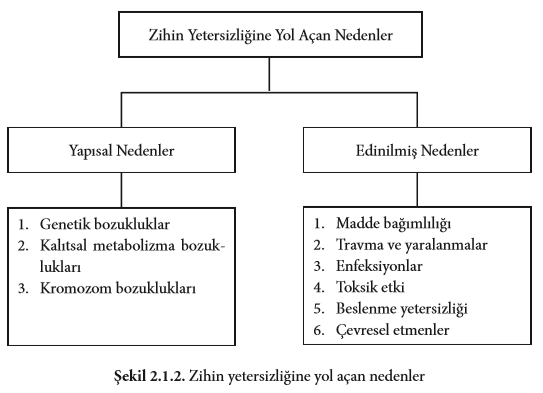 Zihin Yetersizliğine Yol Açan Nedenler
Yapısal Nedenler
1. Genetik bozukluklar
2. Kalıtsal metabolizma bozuk-
lukları
3. Kromozom bozuklukları
Edinilmiş Nedenler
1. Madde bağımlılığı
2. Travma ve yaralanmalar
3. Enfeksiyonlar
4. Toksik etki
5. Beslenme yetersizliği
6. Çevresel etmenler
Şekil 2.1.2. Zihin yetersizliğine yol açan nedenler